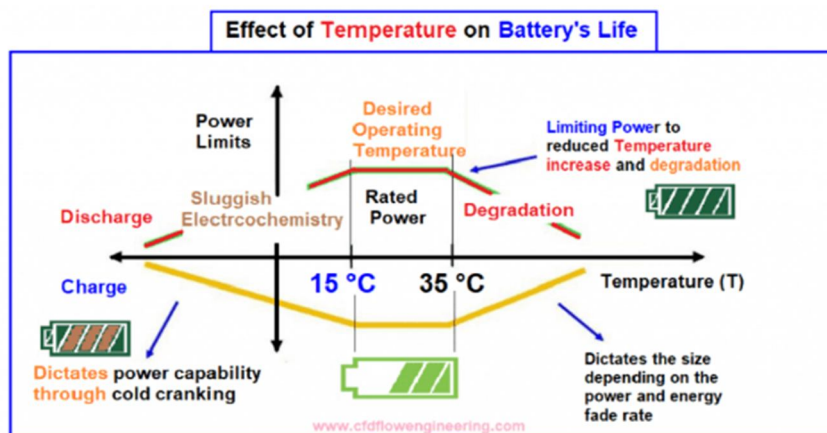 Effect of Temperature on Battery's Life
Power
Limits
Desired
Operating
Temperature
Limiting Power to
reduced Temperature
increase and degradation
Sluggish
Electrcochemistry
Rated
Power
Discharge
Degradation
Charge
15 °C
35 °C
Temperature (T)
Dictates power capability
through cold cranking
Dictates the size
depending on the
power and energy
fade rate
www.cfdflowengineering.com